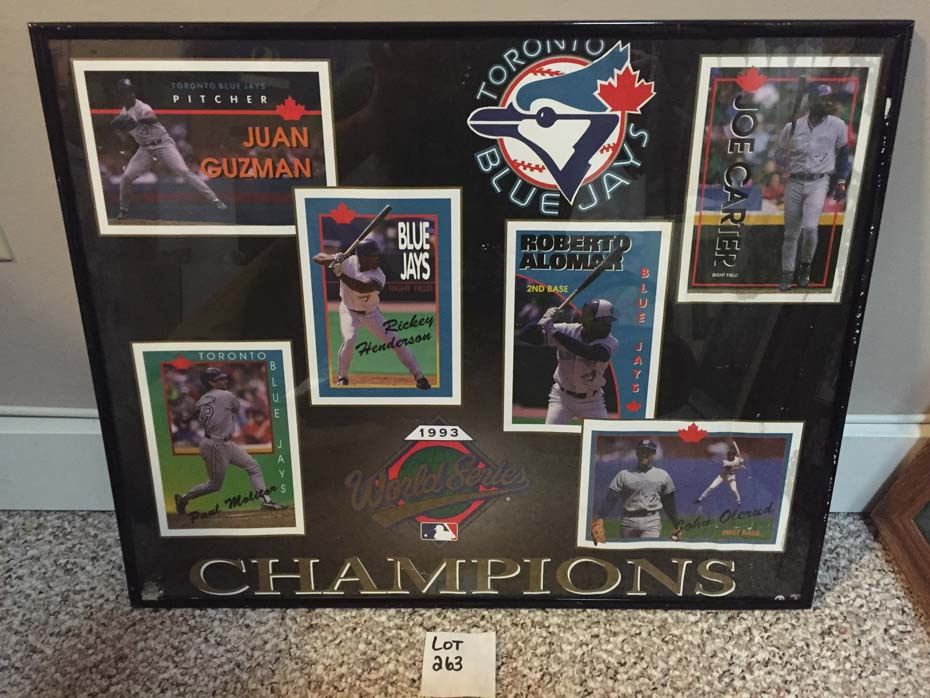 TORONTO BLUE JAYS
PITCHER
JUAN
GUZMAN
TORONTO
BLUE JAYS
JOE CARTER
RIGHT FIELD
BLUE
JAYS
RIGHT FIELD
Rickey
Henderson
ROBERTO
ALOMAR
2ND BASE
BLUE JAYS
TORONTO
BLUE JAYS
Paul Molitor
1993
World Series
John Olerud
FIRST BASE
CHAMPIONS
LOT
263